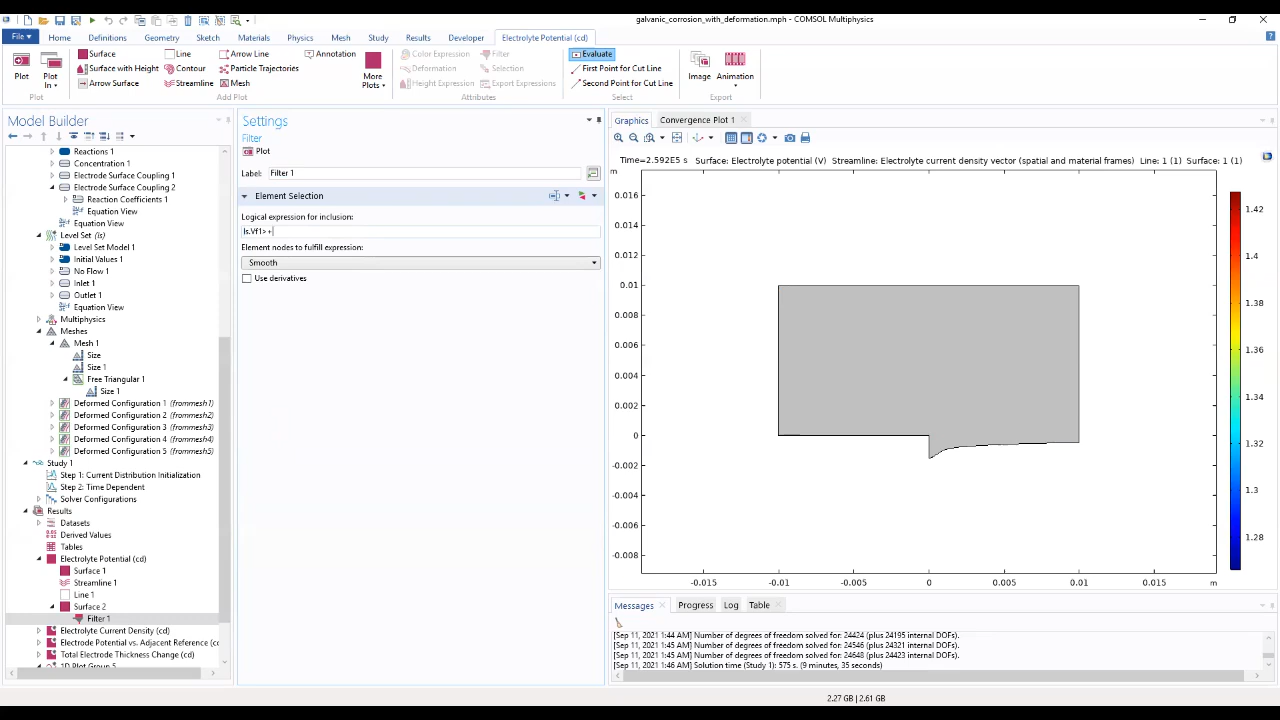 galvanic_corrosion_with_deformation.mph - COMSOL Multiphysics
File
Home
Definitions
Geometry
Sketch
Materials
Physics
Mesh
Study
Results
Developer
Electrolyte Potential (cd)
Plot
Plot In
Plot
Surface
Surface with Height
Arrow Surface
Line
Contour
Streamline
Arrow Line
Particle Trajectories
Mesh
Annotation
More Plots
Add Plot
Color Expression
Deformation
Height Expression
Filter
Selection
Export Expressions
Attributes
Evaluate
First Point for Cut Line
Second Point for Cut Line
Select
Image
Animation
Export
Model Builder
Reactions 1
Concentration 1
Electrode Surface Coupling 1
Electrode Surface Coupling 2
Reaction Coefficients 1
Equation View
Equation View
Level Set (ls)
Level Set Model 1
Initial Values 1
No Flow 1
Inlet 1
Outlet 1
Equation View
Multiphysics
Meshes
Mesh 1
Size
Size 1
Free Triangular 1
Size 1
Deformed Configuration 1 (frommesh1)
Deformed Configuration 2 (frommesh2)
Deformed Configuration 3 (frommesh3)
Deformed Configuration 4 (frommesh4)
Deformed Configuration 5 (frommesh5)
Study 1
Step 1: Current Distribution Initialization
Step 2: Time Dependent
Solver Configurations
Results
Datasets
Derived Values
Tables
Electrolyte Potential (cd)
Surface 1
Streamline 1
Line 1
Surface 2
Filter 1
Electrolyte Current Density (cd)
Electrode Potential vs. Adjacent Reference (cd
Total Electrode Thickness Change (cd)
1D Plot Group 5
Settings
Filter
Plot
Label: Filter 1
Element Selection
Logical expression for inclusion:
ls.Vf1>+
Element nodes to fulfill expression:
Smooth
Use derivatives
Graphics
Convergence Plot 1
Time=2.592E5 s Surface: Electrolyte potential (V) Streamline: Electrolyte current density vector (spatial and material frames) Line: 1 (1) Surface: 1 (1)
m
0.016
0.014
0.012
0.01
0.008
0.006
0.004
0.002
0
-0.002
-0.004
-0.006
-0.008
-0.015
-0.01
-0.005
0
0.005
0.01
0.015
m
1.42
1.4
1.38
1.36
1.34
1.32
1.3
1.28
Messages
Progress
Log
Table
[Sep 11, 2021 1:44 AM] Number of degrees of freedom solved for: 24424 (plus 24195 internal DOFs).
[Sep 11, 2021 1:45 AM] Number of degrees of freedom solved for: 24546 (plus 24321 internal DOFs).
[Sep 11, 2021 1:45 AM] Number of degrees of freedom solved for: 24648 (plus 24423 internal DOFs).
[Sep 11, 2021 1:46 AM] Solution time (Study 1): 575 s. (9 minutes, 35 seconds)
2.27 GB | 2.61 GB